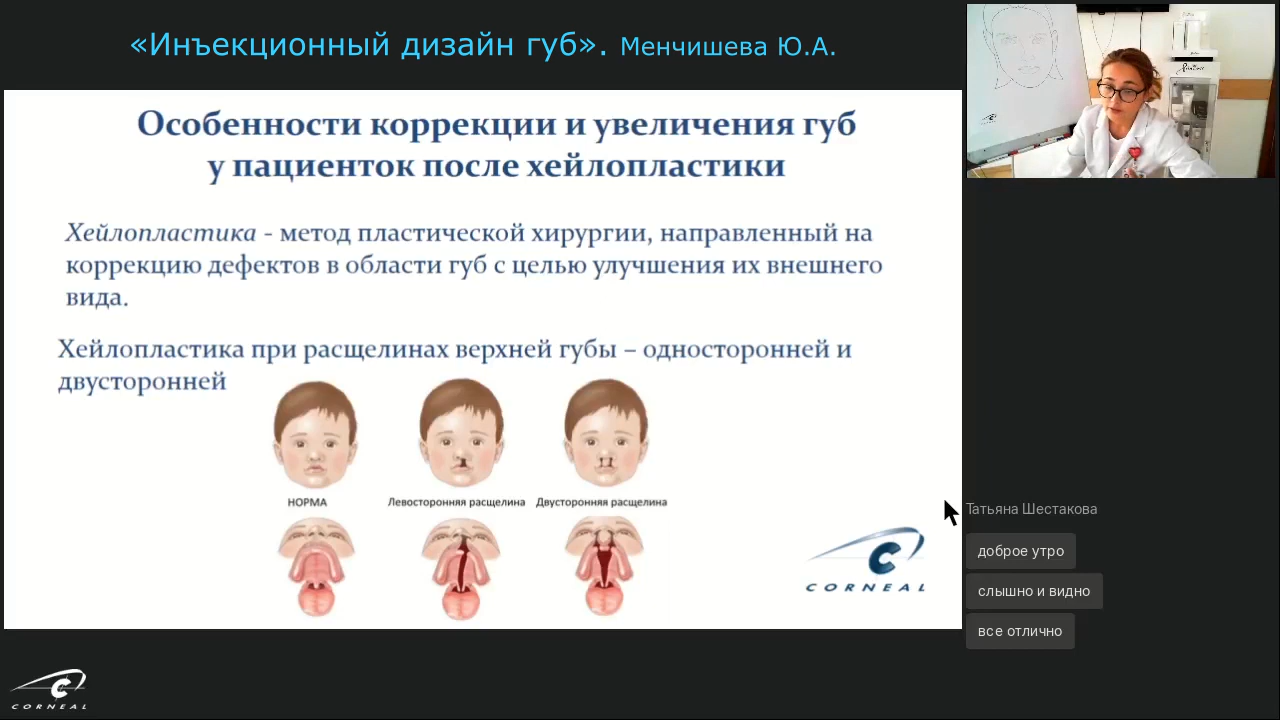 «Инъекционный дизайн губ». Менчишева Ю.А.
Особенности коррекции и увеличения губ
у пациенток после хейлопластики
Хейлопластика - метод пластической хирургии, направленный на
коррекцию дефектов в области губ с целью улучшения их внешнего
вида.
Хейлопластика при расщелинах верхней губы – односторонней и
двусторонней
НОРМА
Левосторонняя расщелина
Двусторонняя расщелина
CORNEAL
Татьяна Шестакова
доброе утро
слышно и видно
все отлично
CORNEAL